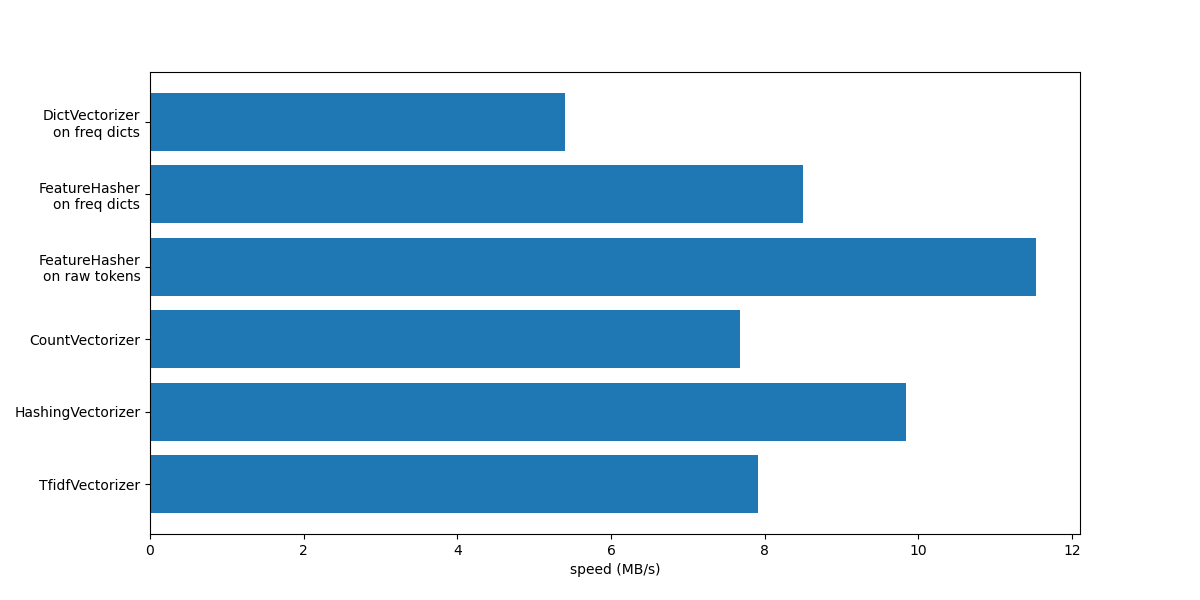 DictVectorizer
on freq dicts
FeatureHasher
on freq dicts
FeatureHasher
on raw tokens
CountVectorizer
HashingVectorizer
TfidfVectorizer
0 2 4 6 8 10 12
speed (MB/s)